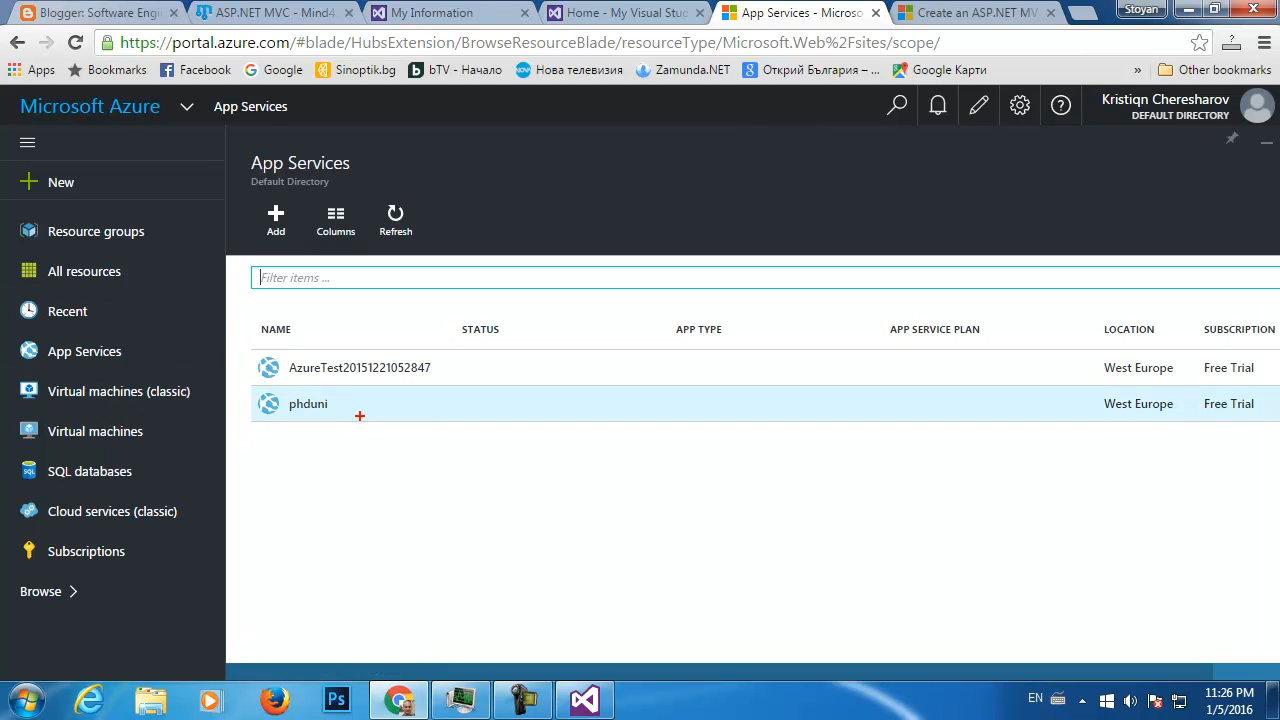 Blogger: Software Engi
ASP.NET MVC - Mind4
My Information
Home - My Visual Stud
App Services - Microso
Create an ASP.NET MV
Stoyan
https://portal.azure.com/#blade/HubsExtension/BrowseResourceBlade/resourceType/Microsoft.Web%2Fsites/scope/
Apps
Bookmarks
Facebook
Google
Sinoptik.bg
bTV - Начало
Нова телевизия
Zamunda.NET
Открий България – ...
Google Карти
»
Other bookmarks
Microsoft Azure
App Services
Kristiqn Cheresharov
DEFAULT DIRECTORY
New
Resource groups
All resources
Recent
App Services
Virtual machines (classic)
Virtual machines
SQL databases
Cloud services (classic)
Subscriptions
Browse
App Services
Default Directory
Add
Columns
Refresh
Filter items ...
NAME STATUS APP TYPE APP SERVICE PLAN LOCATION SUBSCRIPTION
AzureTest20151221052847 West Europe Free Trial
phduni West Europe Free Trial
EN
11:26 PM
1/5/2016